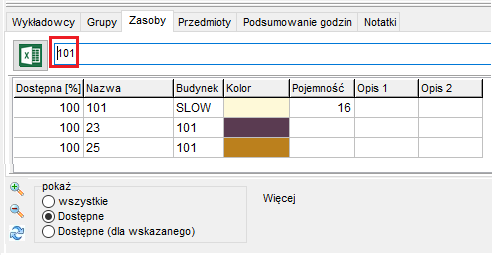 Wykładowcy Grupy Zasoby Przedmioty Podsumowanie godzin Notatki
101
Dostępna [%] Nazwa Budynek Kolor Pojemność Opis 1 Opis 2
100 101 SLOW 16
100 23 101
100 25 101
pokaż
wszystkie
Dostępne
Dostępne (dla wskazanego)
Więcej